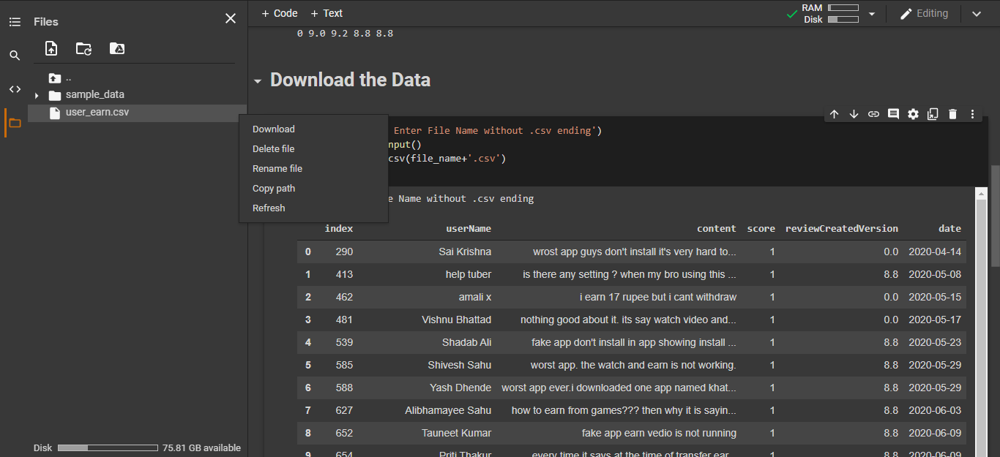 Files
+ Code + Text
RAM
Disk
Editing
0 9.0 9.2 8.8 8.8
..
sample_data
user_earn.csv
Download the Data
Download
Delete file
Rename file
Copy path
Refresh
Enter File Name without .csv ending')
nput()
csv(file_name+'.csv')
e Name without .csv ending
index userName content score reviewCreatedVersion date
0 290 Sai Krishna wrost app guys don't install it's very hard to... 1 0.0 2020-04-14
1 413 help tuber is there any setting ? when my bro using this ... 1 8.8 2020-05-08
2 462 amali x i earn 17 rupee but i cant withdraw 1 0.0 2020-05-15
3 481 Vishnu Bhattad nothing good about it. its say watch video and... 1 0.0 2020-05-17
4 539 Shadab Ali fake app don't install in app showing install ... 1 8.8 2020-05-23
5 585 Shivesh Sahu worst app. the watch and earn is not working. 1 8.8 2020-05-29
6 588 Yash Dhende worst app ever.i downloaded one app named khat... 1 8.8 2020-05-29
7 627 Alibhamayee Sahu how to earn from games??? then why it is sayin... 1 8.8 2020-06-03
8 652 Tauneet Kumar fake app earn vedio is not running 1 8.8 2020-06-09
9 654 Priti Thakur every time it says at the time of transfer ear... 1 8.8 2020-06-09
Disk 75.81 GB available